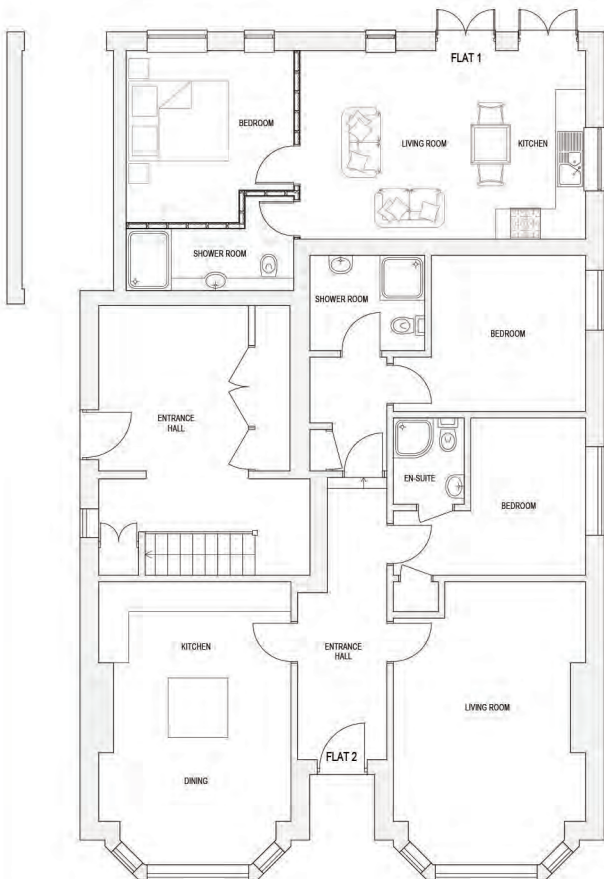 FLAT 1
BEDROOM
LIVING ROOM
KITCHEN
SHOWER ROOM
SHOWER ROOM
BEDROOM
ENTRANCE
HALL
EN-SUITE
BEDROOM
KITCHEN
ENTRANCE
HALL
LIVING ROOM
FLAT 2
DINING